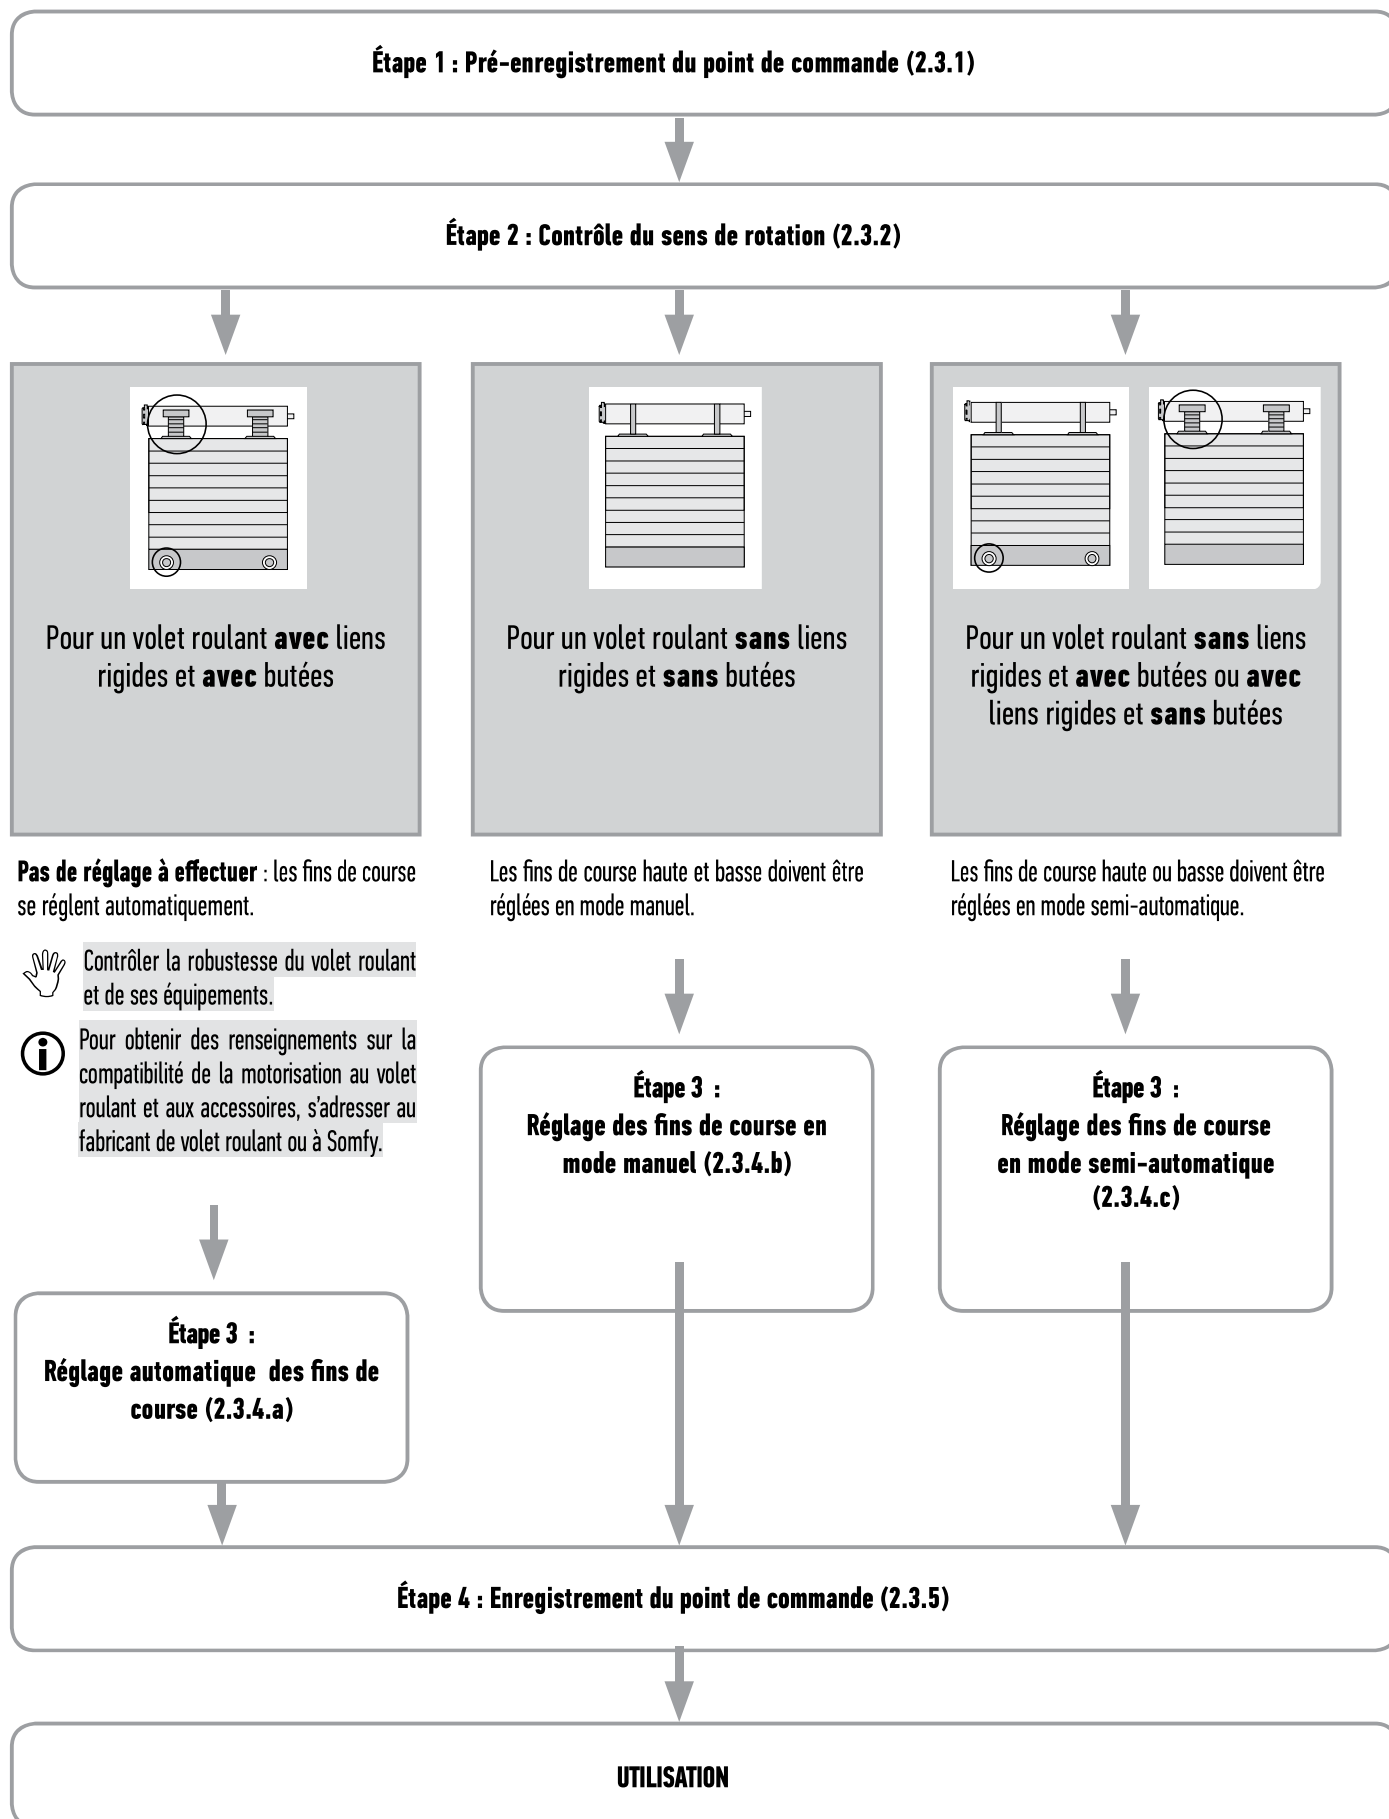 Étape 1 : Pré-enregistrement du point de commande (2.3.1)
Étape 2 : Contrôle du sens de rotation (2.3.2)
Pour un volet roulant avec liens
rigides et avec butées
Pas de réglage à effectuer : les fins de course
se réglent automatiquement.
Contrôler la robustesse du volet roulant
et de ses équipements.
Pour obtenir des renseignements sur la
compatibilité de la motorisation au volet
roulant et aux accessoires, s'adresser au
fabricant de volet roulant ou à Somfy.
Étape 3 :
Réglage automatique des fins de
course (2.3.4.a)
Pour un volet roulant sans liens
rigides et sans butées
Les fins de course haute et basse doivent être
réglées en mode manuel.
Étape 3 :
Réglage des fins de course en
mode manuel (2.3.4.b)
Pour un volet roulant sans liens
rigides et avec butées ou avec
liens rigides et sans butées
Les fins de course haute ou basse doivent être
réglées en mode semi-automatique.
Étape 3 :
Réglage des fins de course
en mode semi-automatique
(2.3.4.c)
Étape 4 : Enregistrement du point de commande (2.3.5)
UTILISATION